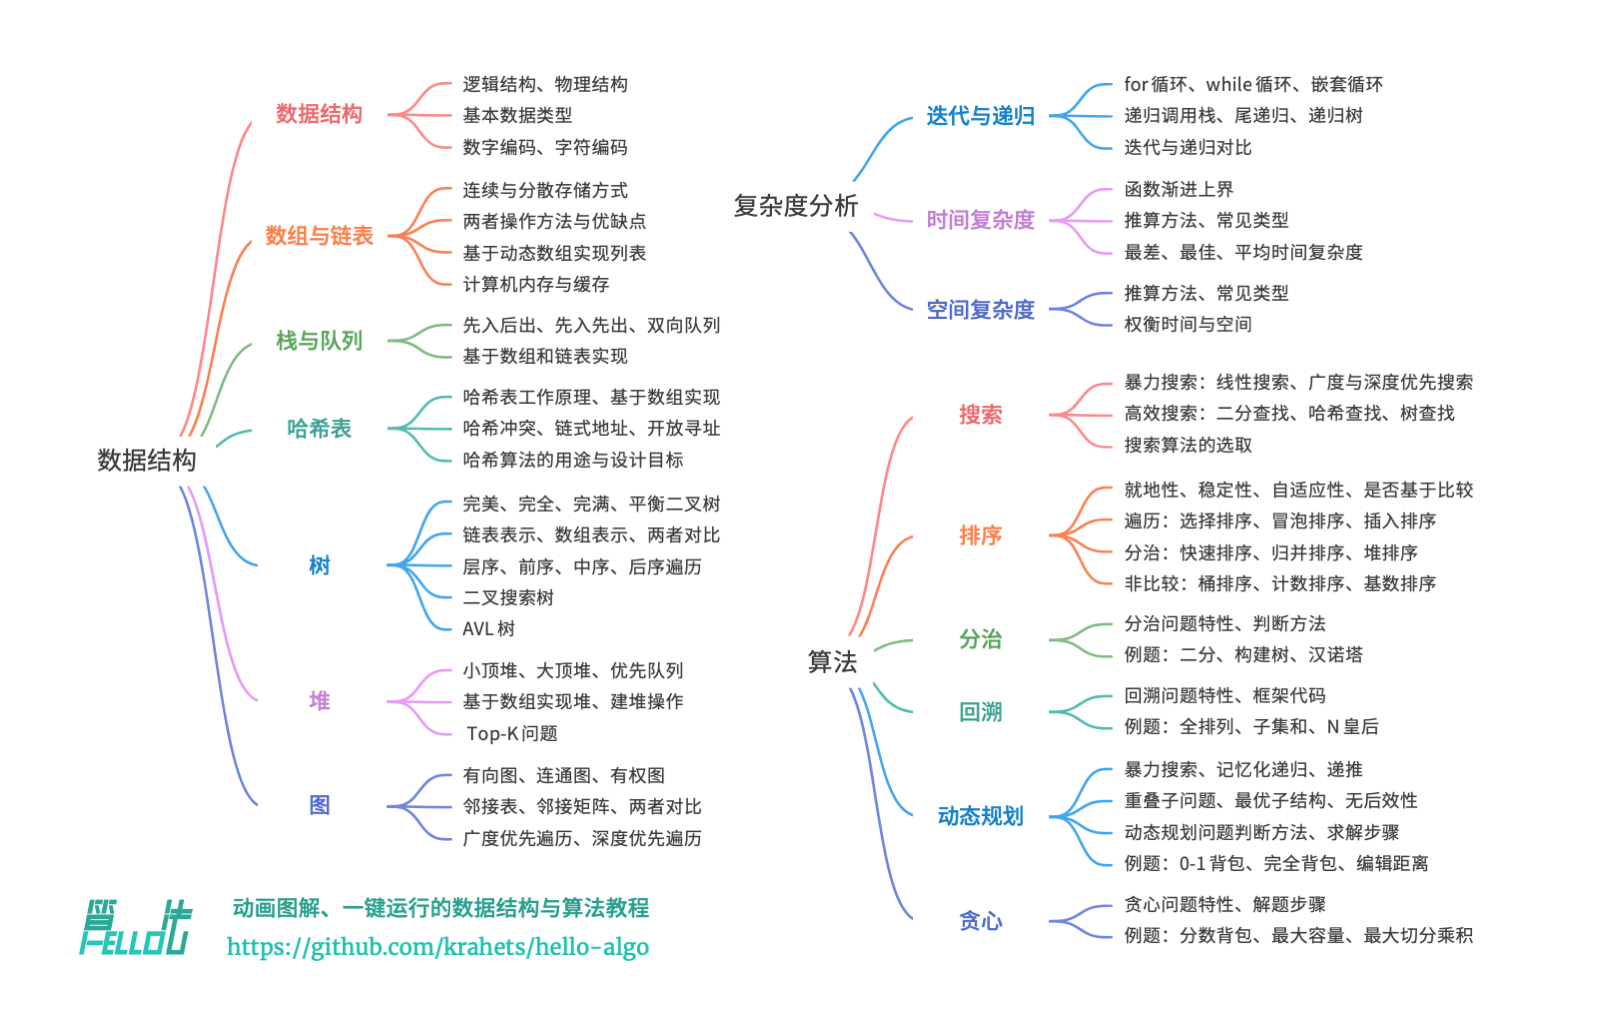 数据结构
数据结构
逻辑结构、物理结构
基本数据类型
数字编码、字符编码
数组与链表
连续与分散存储方式
两者操作方法与优缺点
基于动态数组实现列表
计算机内存与缓存
栈与队列
先入后出、先入先出、双向队列
基于数组和链表实现
哈希表
哈希表工作原理、基于数组实现
哈希冲突、链式地址、开放寻址
哈希算法的用途与设计目标
树
完美、完全、完满、平衡二叉树
链表表示、数组表示、两者对比
层序、前序、中序、后序遍历
二叉搜索树
AVL 树
堆
小顶堆、大顶堆、优先队列
基于数组实现堆、建堆操作
Top-K 问题
图
有向图、连通图、有权图
邻接表、邻接矩阵、两者对比
广度优先遍历、深度优先遍历
复杂度分析
迭代与递归
for 循环、while 循环、嵌套循环
递归调用栈、尾递归、递归树
迭代与递归对比
时间复杂度
函数渐进上界
推算方法、常见类型
最差、最佳、平均时间复杂度
空间复杂度
推算方法、常见类型
权衡时间与空间
算法
搜索
暴力搜索：线性搜索、广度与深度优先搜索
高效搜索：二分查找、哈希查找、树查找
搜索算法的选取
排序
就地性、稳定性、自适应性、是否基于比较
遍历：选择排序、冒泡排序、插入排序
分治：快速排序、归并排序、堆排序
非比较：桶排序、计数排序、基数排序
分治
分治问题特性、判断方法
例题：二分、构建树、汉诺塔
回溯
回溯问题特性、框架代码
例题：全排列、子集和、N 皇后
动态规划
暴力搜索、记忆化递归、递推
重叠子问题、最优子结构、无后效性
动态规划问题判断方法、求解步骤
例题：0-1 背包、完全背包、编辑距离
贪心
贪心问题特性、解题步骤
例题：分数背包、最大容量、最大切分乘积
算法
HELLO
动画图解、一键运行的数据结构与算法教程
https://github.com/krahets/hello-algo